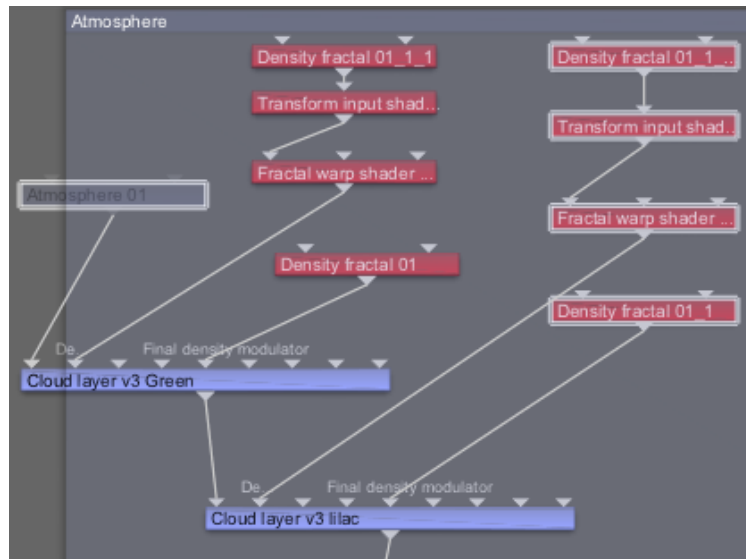 Atmosphere
Density fractal 01_1_1
Density fractal 01_1_...
Transform input shad...
Transform input shad...
Fractal warp shader ...
Atmosphere 01
Fractal warp shader ...
Density fractal 01
Density fractal 01_1
De... Final density modulator
Cloud layer v3 Green
De... Final density modulator
Cloud layer v3 lilac